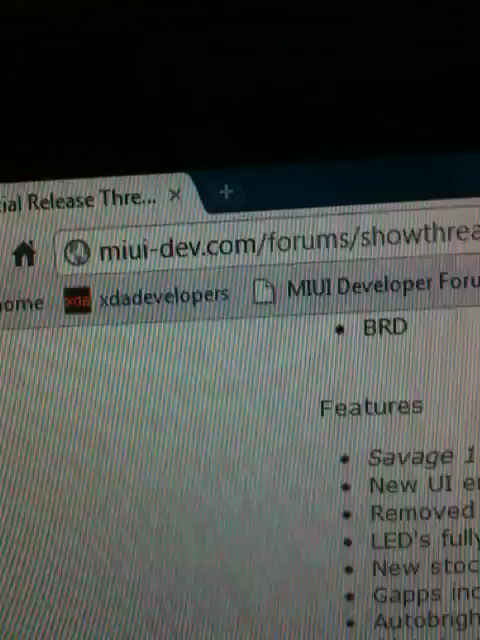 ial Release Thre... ×
miui-dev.com/forums/showthrea
ome xda xdadevelopers MIUI Developer Foru
• BRD
Features
• Savage 1
• New UI e
• Removed
• LED's fully
• New stoc
• Gapps inc
• Autobrigh